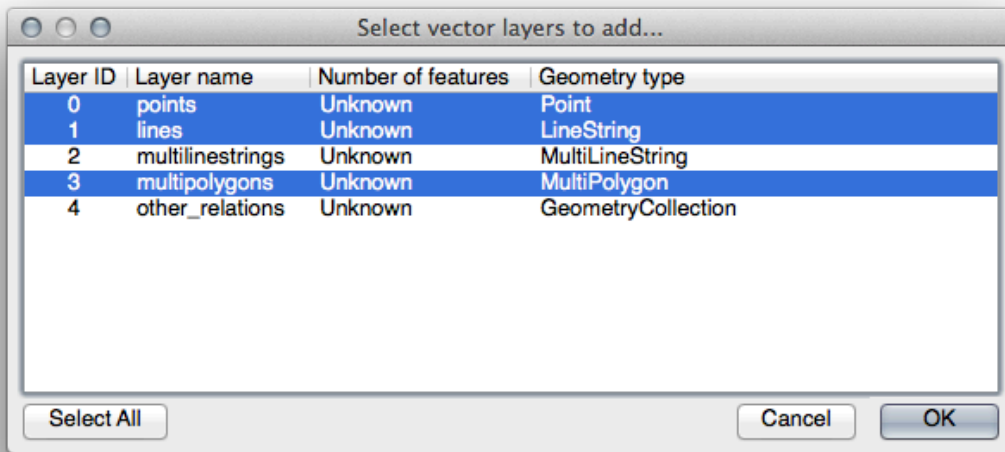 Select vector layers to add...
Layer ID Layer name Number of features Geometry type
0 points Unknown Point
1 lines Unknown LineString
2 multilinestrings Unknown MultiLineString
3 multipolygons Unknown MultiPolygon
4 other_relations Unknown GeometryCollection
Select All Cancel OK